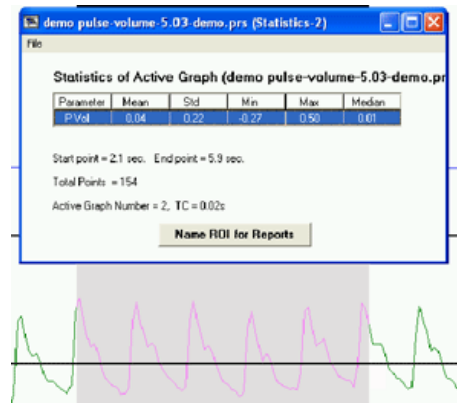 demo pulse-volume-5.03-demo.prs (Statistics-2)
File
Statistics of Active Graph (demo pulse-volume-5.03-demo.pr
Parameter Mean Std Min Max Median
P.Vol 0.04 0.22 -0.27 0.50 0.01
Start point = 2.1 sec. End point = 5.9 sec.
Total Points = 154
Active Graph Number = 2, TC = 0.02s
Name ROI for Reports